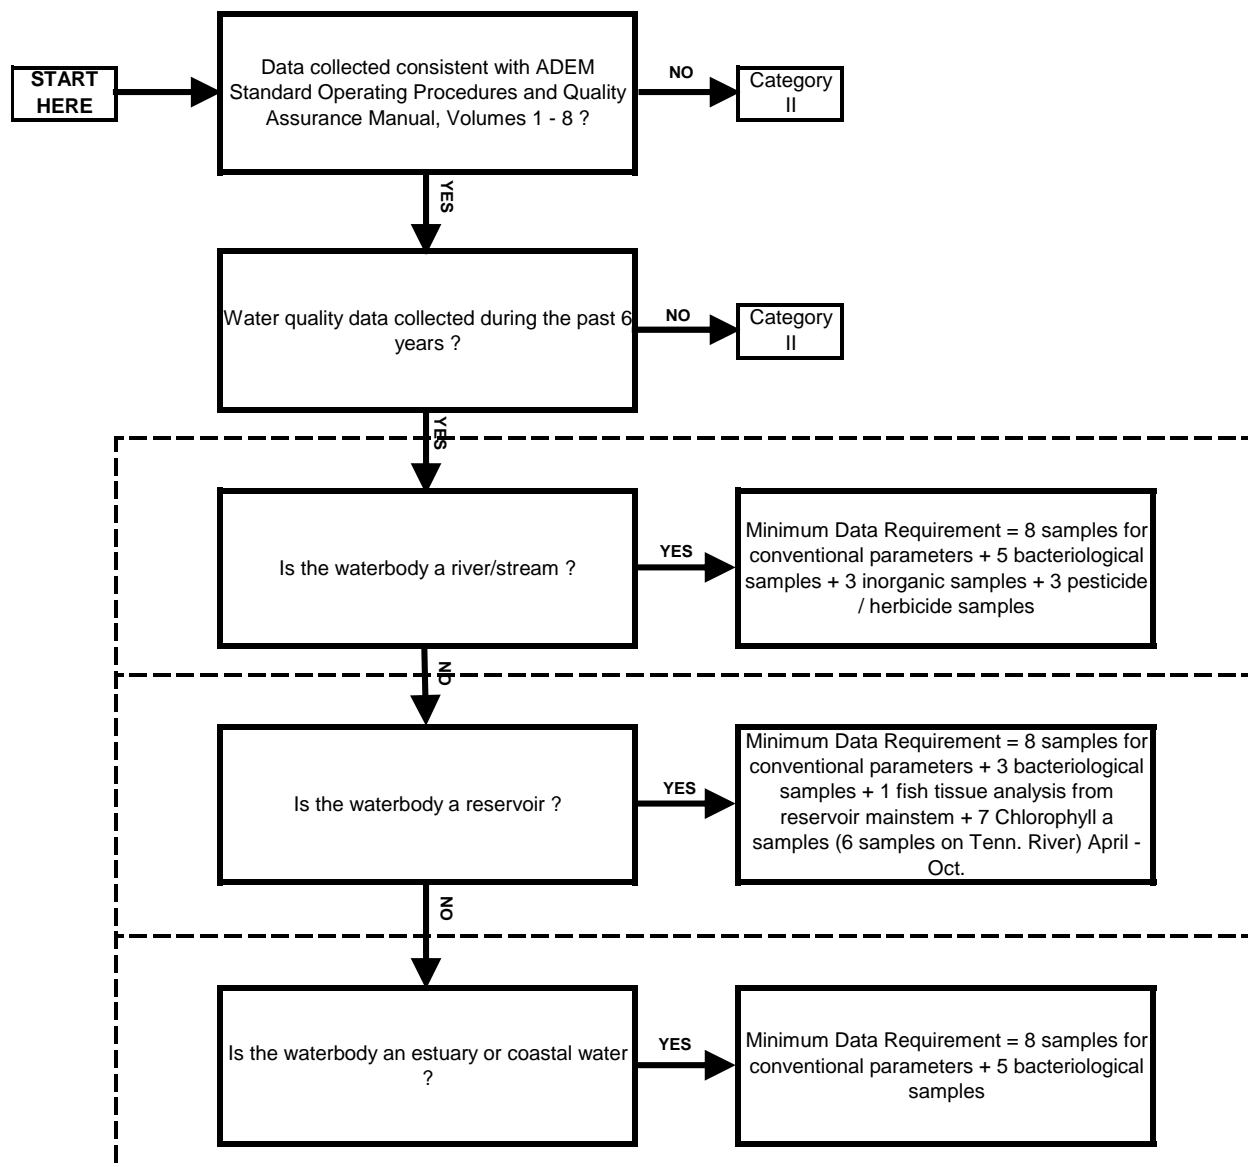 START
HERE
Data collected consistent with ADEM
Standard Operating Procedures and Quality
Assurance Manual, Volumes 1 - 8 ?
NO
Category
II
YES
Water quality data collected during the past 6
years ?
NO
Category
II
YES
Is the waterbody a river/stream ?
YES
Minimum Data Requirement = 8 samples for
conventional parameters + 5 bacteriological
samples + 3 inorganic samples + 3 pesticide
/ herbicide samples
NO
Is the waterbody a reservoir ?
YES
Minimum Data Requirement = 8 samples for
conventional parameters + 3 bacteriological
samples + 1 fish tissue analysis from
reservoir mainstem + 7 Chlorophyll a
samples (6 samples on Tenn. River) April -
Oct.
NO
Is the waterbody an estuary or coastal water
?
YES
Minimum Data Requirement = 8 samples for
conventional parameters + 5 bacteriological
samples